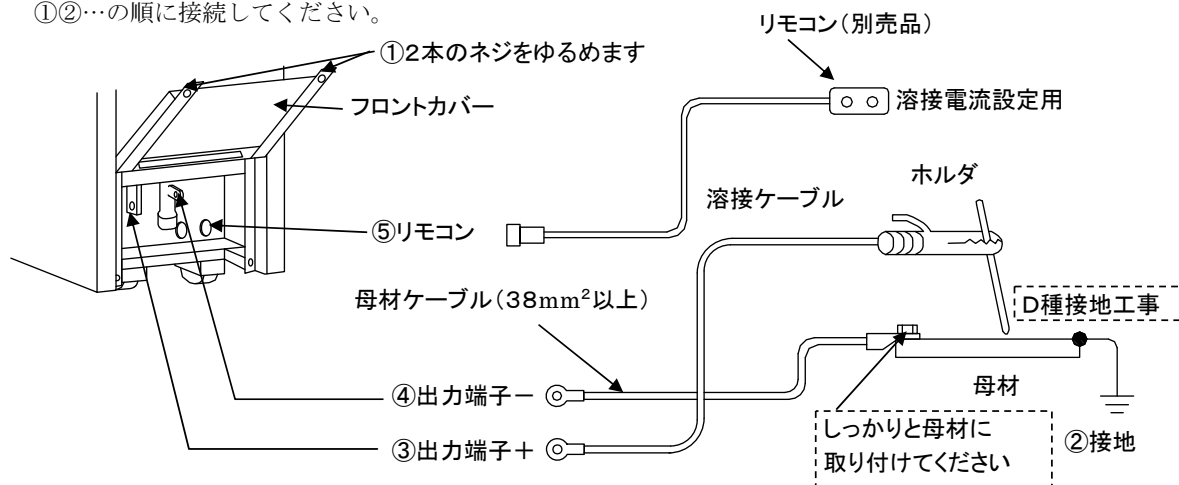 ①②…の順に接続してください。
リモコン（別売品）
①2本のネジをゆるめます
フロントカバー
溶接電流設定用
ホルダ
溶接ケーブル
⑤リモコン
母材ケーブル（38mm²以上）
D種接地工事
④出力端子－
母材
しっかりと母材に
取り付けてください
②接地
③出力端子＋